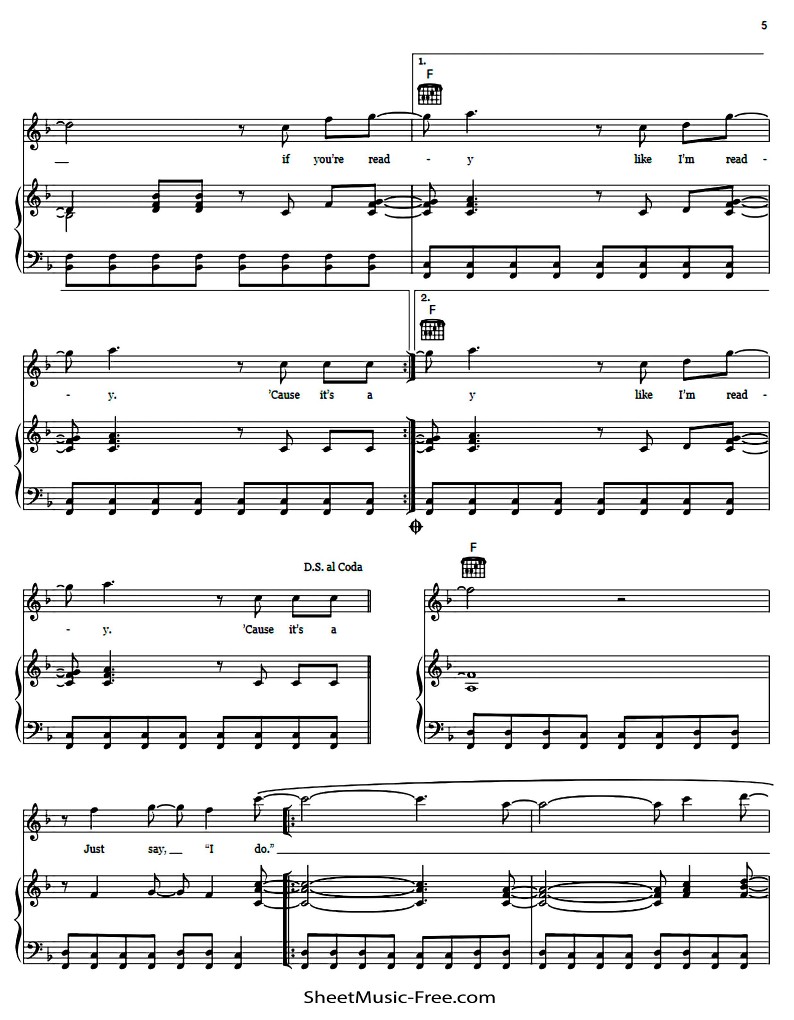 5
1.
F
if you're read - y like I'm read -
2.
F
- y. 'Cause it's a y like I'm read -
D.S. al Coda
F
- y. 'Cause it's a
Just say, "I do."
SheetMusic-Free.com